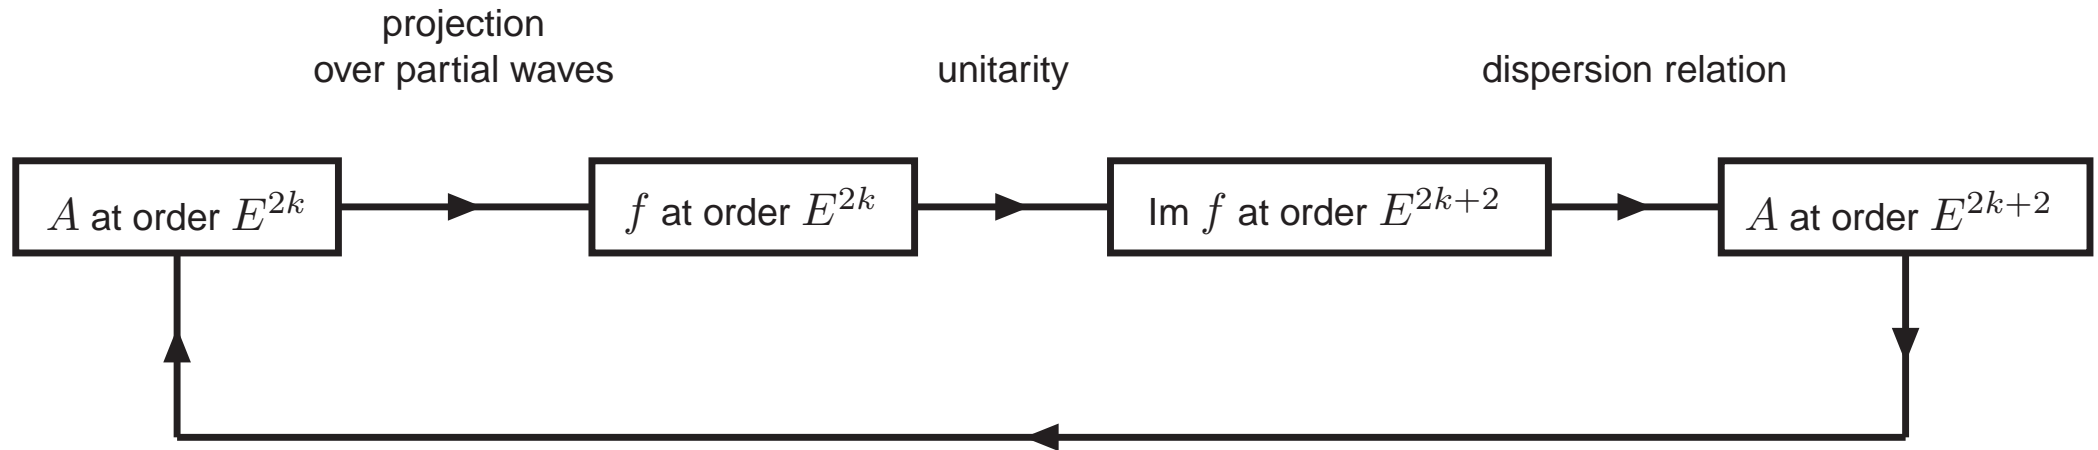 projection
over partial waves
unitarity
dispersion relation
A at order E^{2k}
f at order E^{2k}
Im f at order E^{2k+2}
A at order E^{2k+2}